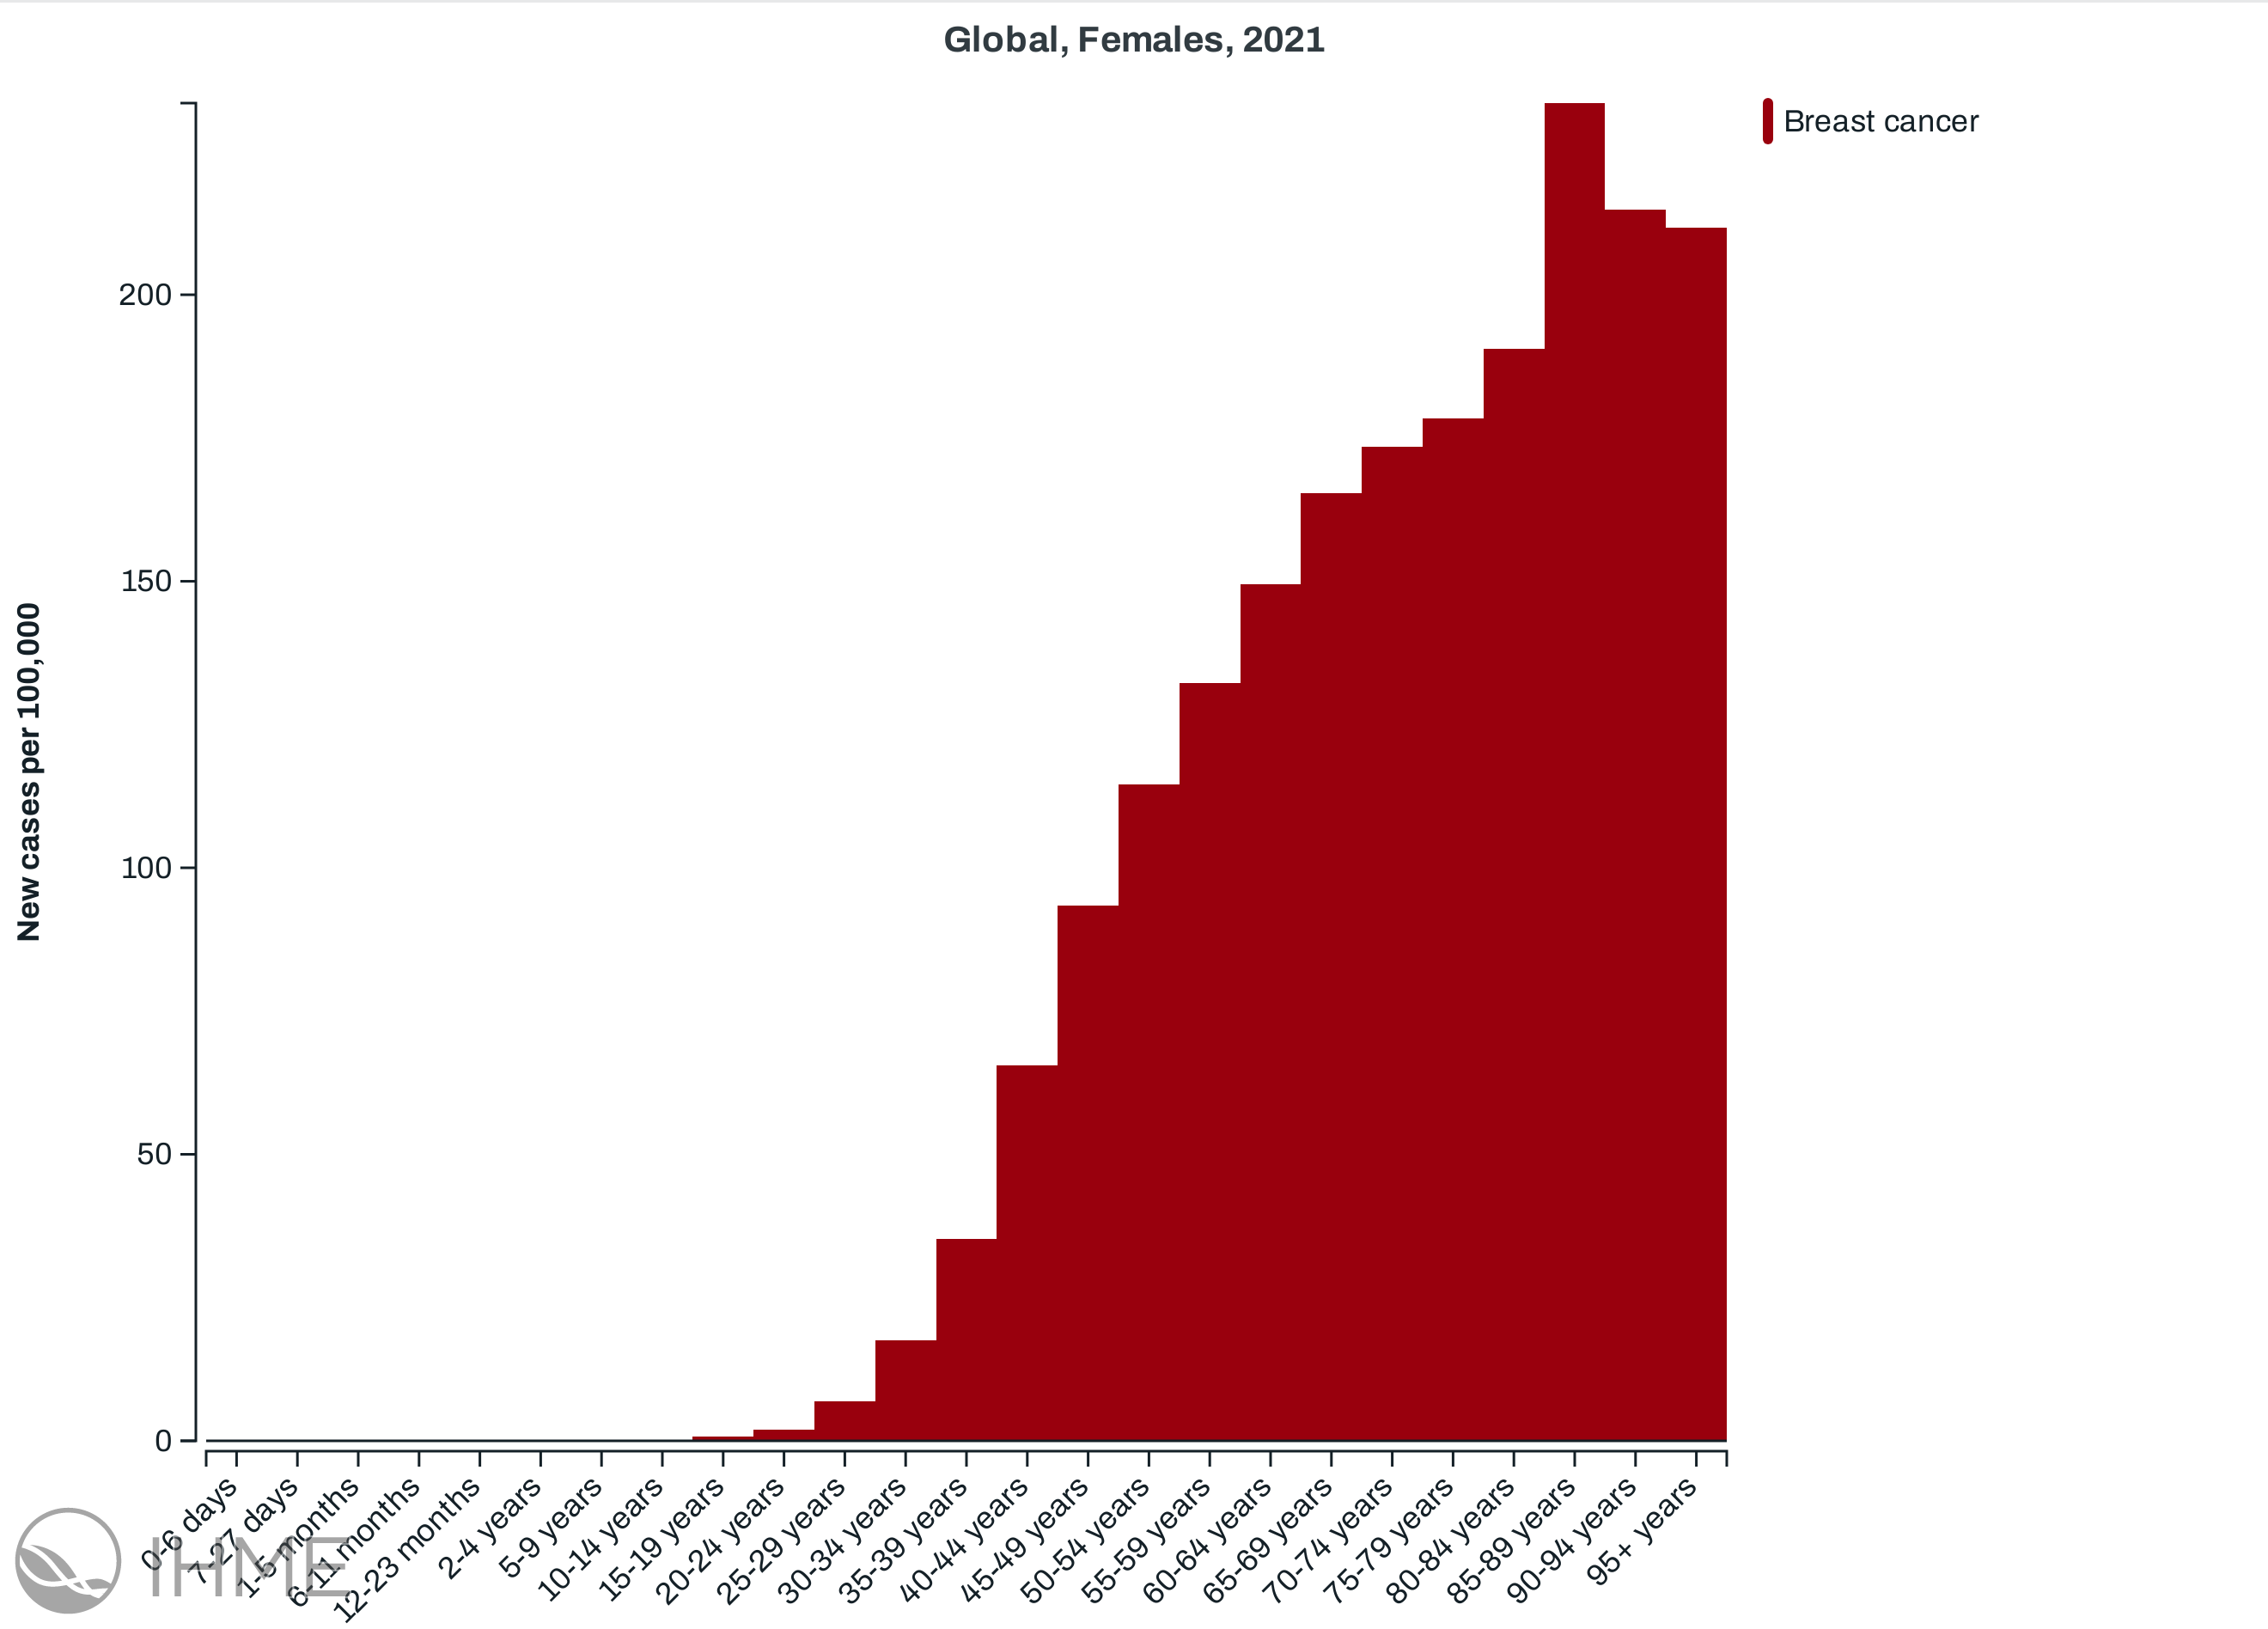 Global, Females, 2021
Breast cancer
New cases per 100,000
200
150
100
50
0
0-6 days
7-27 days
1-5 months
6-11 months
12-23 months
2-4 years
5-9 years
10-14 years
15-19 years
20-24 years
25-29 years
30-34 years
35-39 years
40-44 years
45-49 years
50-54 years
55-59 years
60-64 years
65-69 years
70-74 years
75-79 years
80-84 years
85-89 years
90-94 years
95+ years
IHME